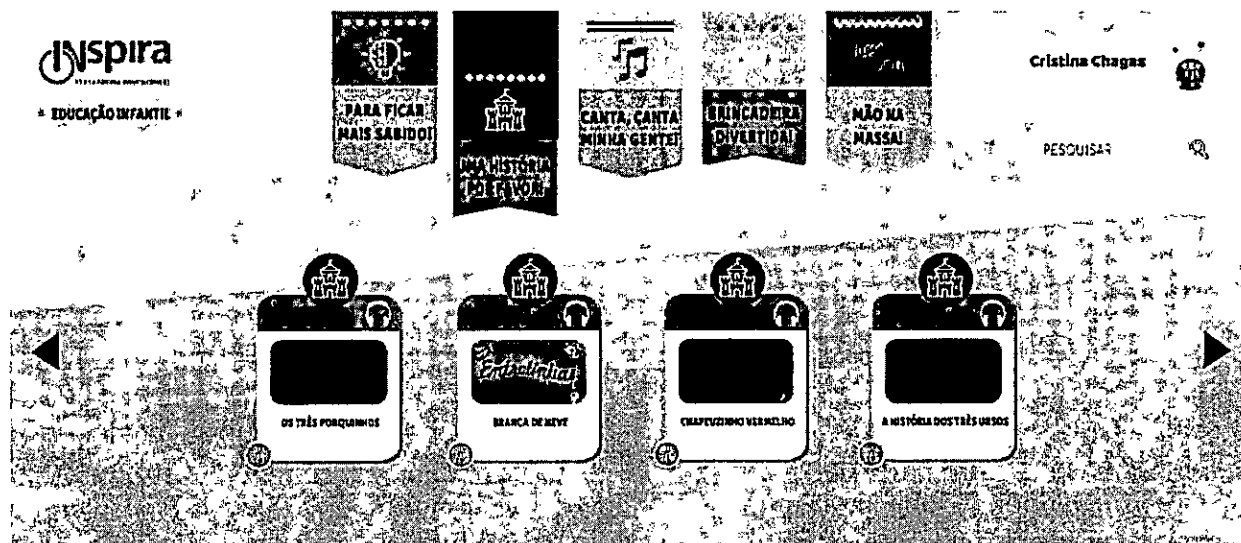 INspira
* EDUCAÇÃO INFANTIL *
PARA FICAR
MAIS SABIDO!
UMA HISTÓRIA
POR FAVOR!
CANTA, CANTA
MINHA GENTE!
BRINCADEIRA
DIVERTIDA!
MÃO NA
MASSA!
Cristina Chagas
PESQUISAR
OS TRÊS PORQUINHOS
Entrelinhas
BRANCA DE NEVE
CHAPEUZINHO VERMELHO
A HISTÓRIA DOS TRÊS URSOS